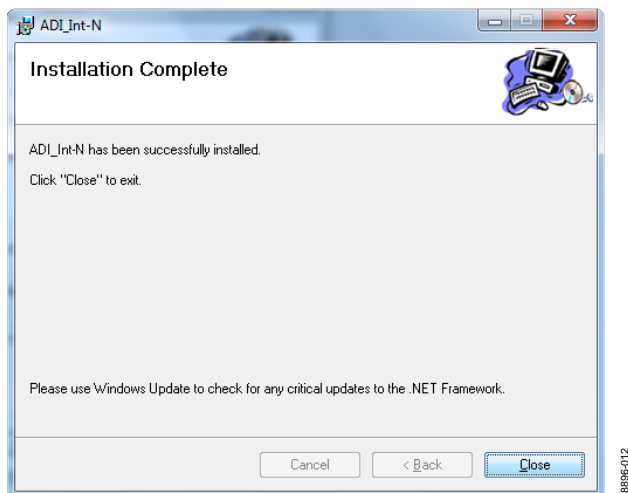 ADI_Int-N
Installation Complete
ADI_Int-N has been successfully installed.
Click "Close" to exit.
Please use Windows Update to check for any critical updates to the .NET Framework.
Cancel
< Back
Close
8896-012